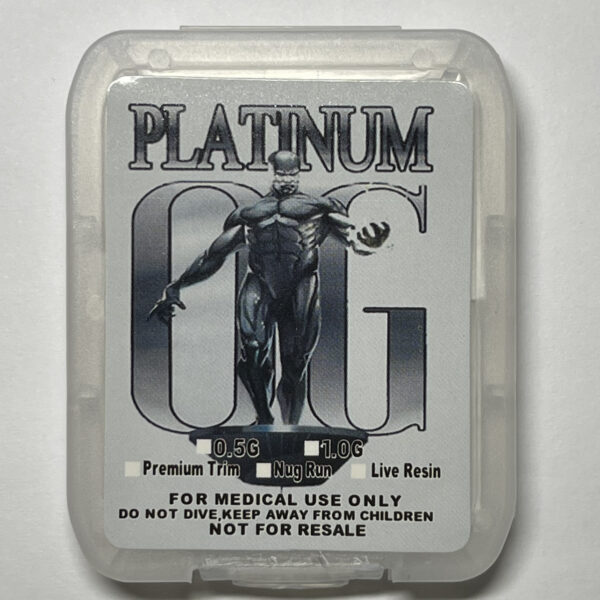 PLATINUM
OG
0.5G 1.0G
Premium Trim Nug Run Live Resin
FOR MEDICAL USE ONLY
DO NOT DIVE,KEEP AWAY FROM CHILDREN
NOT FOR RESALE